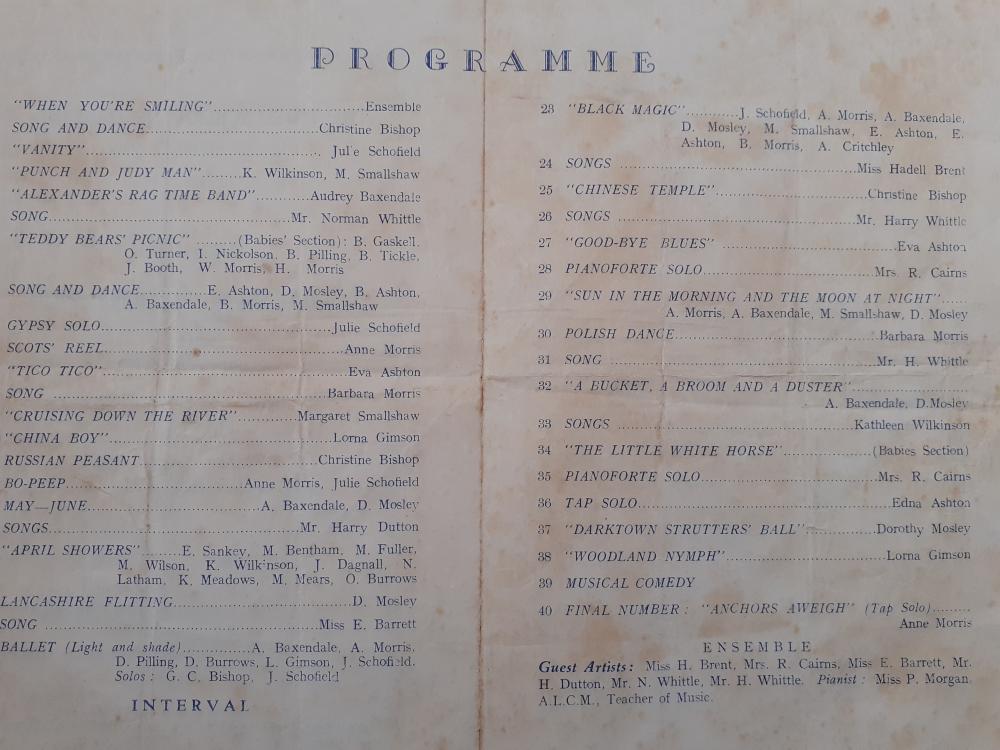 PROGRAMME
"WHEN YOU'RE SMILING"..............................Ensemble
SONG AND DANCE..............................Christine Bishop
"VANITY"..............................Julie Schofield
"PUNCH AND JUDY MAN"........K. Wilkinson, M. Smallshaw
"ALEXANDER'S RAG TIME BAND"...........Audrey Baxendale
SONG..............................Mr. Norman Whittle
"TEDDY BEARS' PICNIC" ........(Babies' Section): B. Gaskell,
O. Turner, I. Nickolson, B. Pilling, B. Tickle,
J. Booth, W. Morris, H. Morris
SONG AND DANCE..............E. Ashton, D. Mosley, B. Ashton,
A. Baxendale, B. Morris, M. Smallshaw
GYPSY SOLO..............................Julie Schofield
SCOTS' REEL..............................Anne Morris
"TICO TICO"..............................Eva Ashton
SONG ..............................Barbara Morris
"CRUISING DOWN THE RIVER"............Margaret Smallshaw
"CHINA BOY"..............................Lorna Gimson
RUSSIAN PEASANT..............................Christine Bishop
BO-PEEP..............................Anne Morris, Julie Schofield
MAY—JUNE..............................A. Baxendale, D. Mosley
SONGS..............................Mr. Harry Dutton
"APRIL SHOWERS"........E. Sankey, M. Bentham, M. Fuller,
M. Wilson, K. Wilkinson, J. Dagnall, N.
Latham, K. Meadows, M. Mears, O. Burrows
LANCASHIRE FLITTING..............................D. Mosley
SONG ..............................Miss E. Barrett
BALLET (Light and shade)..............A. Baxendale, A. Morris,
D. Pilling, D. Burrows, L. Gimson, J. Schofield.
Solos : G. C. Bishop, J. Schofield
INTERVAL
23 "BLACK MAGIC"...........J. Schofield, A. Morris, A. Baxendale,
D. Mosley, M. Smallshaw, E. Ashton, E.
Ashton, B. Morris, A. Critchley
24 SONGS ..............................Miss Hadell Brent
25 "CHINESE TEMPLE"..............................Christine Bishop
26 SONGS ..............................Mr. Harry Whittle
27 "GOOD-BYE BLUES" ..............................Eva Ashton
28 PIANOFORTE SOLO..............................Mrs. R. Cairns
29 "SUN IN THE MORNING AND THE MOON AT NIGHT"......
A. Morris, A. Baxendale, M. Smallshaw, D. Mosley
30 POLISH DANCE..............................Barbara Morris
31 SONG ..............................Mr. H. Whittle
32 "A BUCKET, A BROOM AND A DUSTER"..............................
A. Baxendale, D.Mosley
33 SONGS ..............................Kathleen Wilkinson
34 "THE LITTLE WHITE HORSE"..................(Babies Section)
35 PIANOFORTE SOLO..............................Mrs. R. Cairns
36 TAP SOLO..............................Edna Ashton
37 "DARKTOWN STRUTTERS' BALL"..............Dorothy Mosley
38 "WOODLAND NYMPH"..............................Lorna Gimson
39 MUSICAL COMEDY
40 FINAL NUMBER : "ANCHORS AWEIGH" (Tap Solo).........
Anne Morris
ENSEMBLE
Guest Artists : Miss H. Brent, Mrs. R. Cairns, Miss E. Barrett, Mr.
H. Dutton, Mr. N. Whittle, Mr. H. Whittle. Pianist : Miss P. Morgan,
A.L.C.M., Teacher of Music.